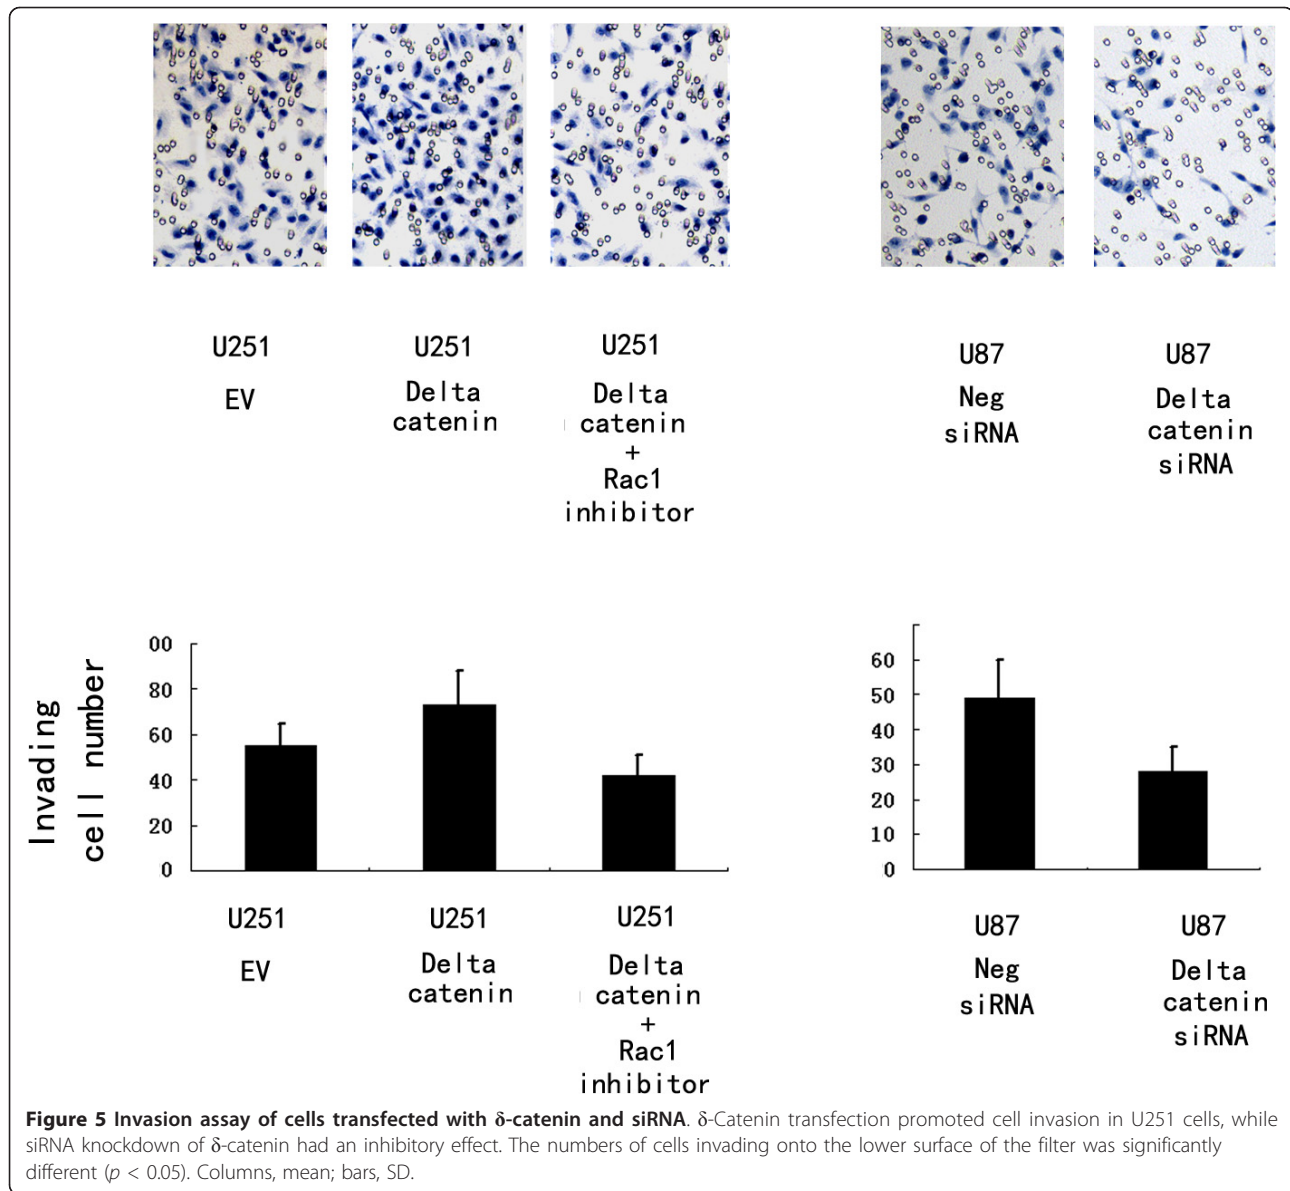 U251
EV
U251
Delta
catenin
U251
Delta
catenin
+
Rac1
inhibitor
U87
Neg
siRNA
U87
Delta
catenin
siRNA
Invading
cell number
00
80
60
40
20
0
U251
EV
U251
Delta
catenin
U251
Delta
catenin
+
Rac1
inhibitor
60
50
40
30
20
10
0
U87
Neg
siRNA
U87
Delta
catenin
siRNA
Figure 5 Invasion assay of cells transfected with δ-catenin and siRNA. δ-Catenin transfection promoted cell invasion in U251 cells, while
siRNA knockdown of δ-catenin had an inhibitory effect. The numbers of cells invading onto the lower surface of the filter was significantly
different (p < 0.05). Columns, mean; bars, SD.